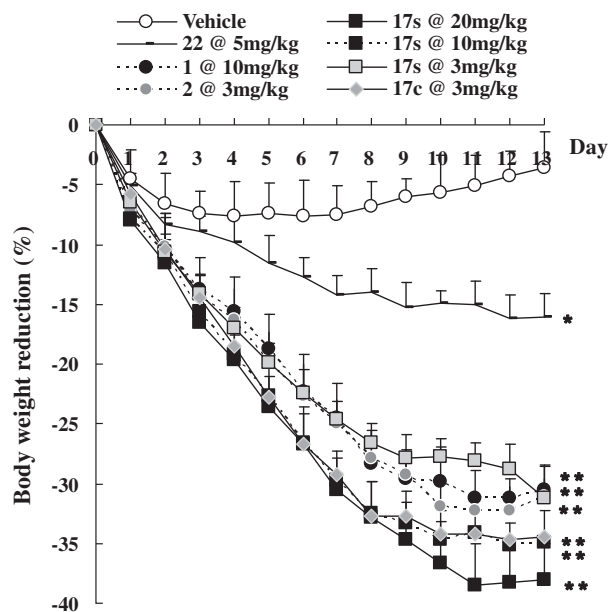 Vehicle
22 @ 5mg/kg
1 @ 10mg/kg
2 @ 3mg/kg
17s @ 20mg/kg
17s @ 10mg/kg
17s @ 3mg/kg
17c @ 3mg/kg
0
-5
-10
-15
-20
-25
-30
-35
-40
Body weight reduction (%)
0 1 2 3 4 5 6 7 8 9 10 11 12 13
Day
*
**
**
**
**
**
**